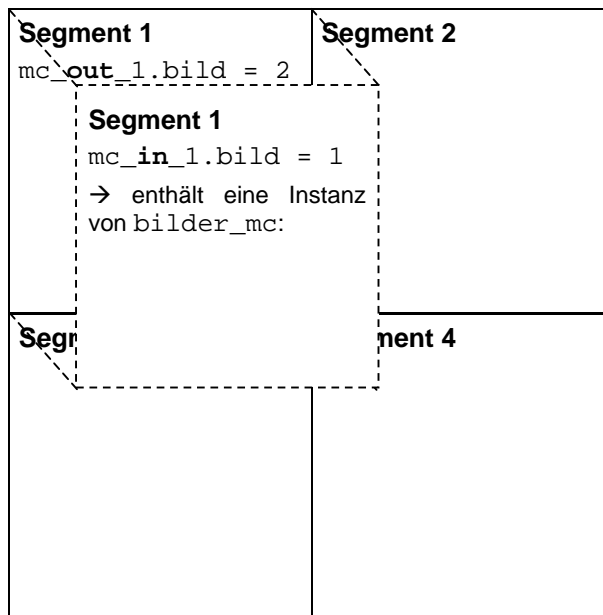 Segment 1
Segment 2
mc_out_1.bild = 2
Segment 1
mc_in_1.bild = 1
→ enthält eine Instanz
von bilder_mc:
Segm
ment 4